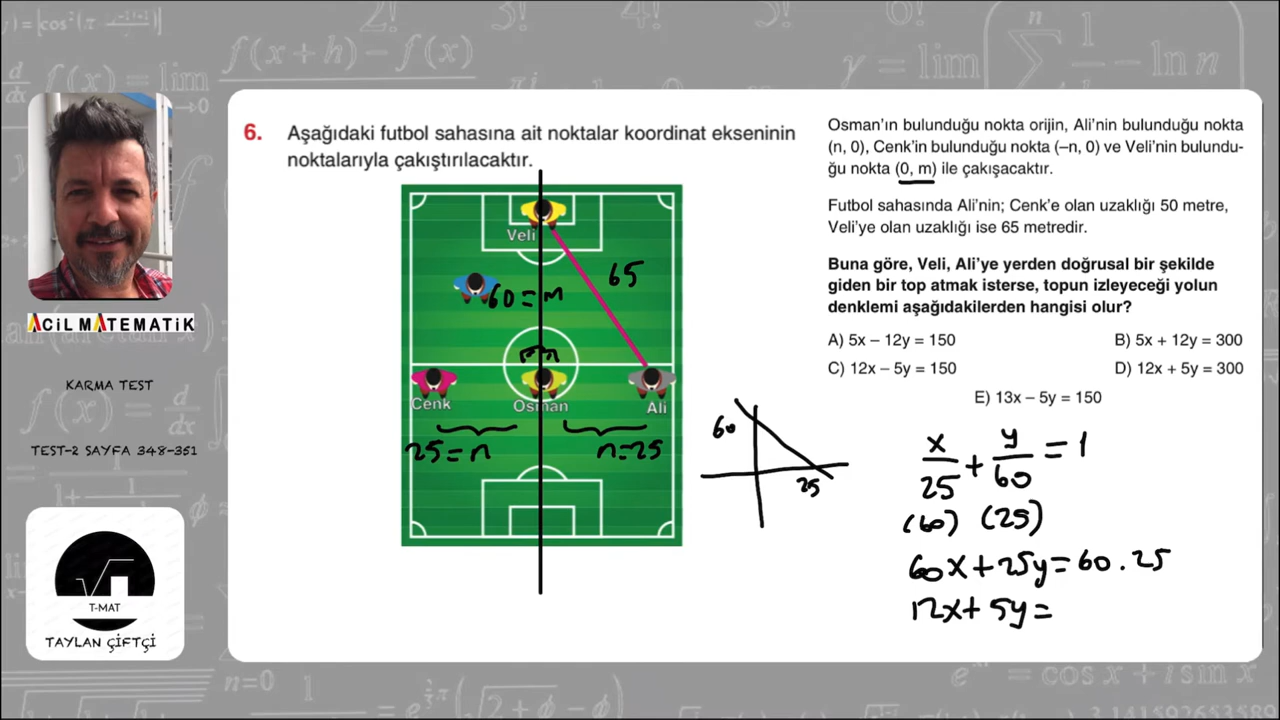 6. Aşağıdaki futbol sahasına ait noktalar koordinat ekseninin
noktalarıyla çakıştırılacaktır.
Veli
65
60=m
Cenk
Osman
Ali
25=n
n=25
Osman'ın bulunduğu nokta orijin, Ali'nin bulunduğu nokta
(n, 0), Cenk'in bulunduğu nokta (–n, 0) ve Veli'nin bulundu-
ğu nokta (0, m) ile çakışacaktır.
Futbol sahasında Ali'nin; Cenk'e olan uzaklığı 50 metre,
Veli'ye olan uzaklığı ise 65 metredir.
Buna göre, Veli, Ali'ye yerden doğrusal bir şekilde
giden bir top atmak isterse, topun izleyeceği yolun
denklemi aşağıdakilerden hangisi olur?
A) 5x – 12y = 150
B) 5x + 12y = 300
C) 12x – 5y = 150
D) 12x + 5y = 300
E) 13x – 5y = 150
60
25
x/25 + y/60 = 1
(60) (25)
60x+25y=60.25
12x+5y=
ACİL MATEMATİK
KARMA TEST
TEST-2 SAYFA 348-351
T-MAT
TAYLAN ÇİFTÇİ
f(x+h) – f(x)
y = lim
ln n
n=0
3.141592653589